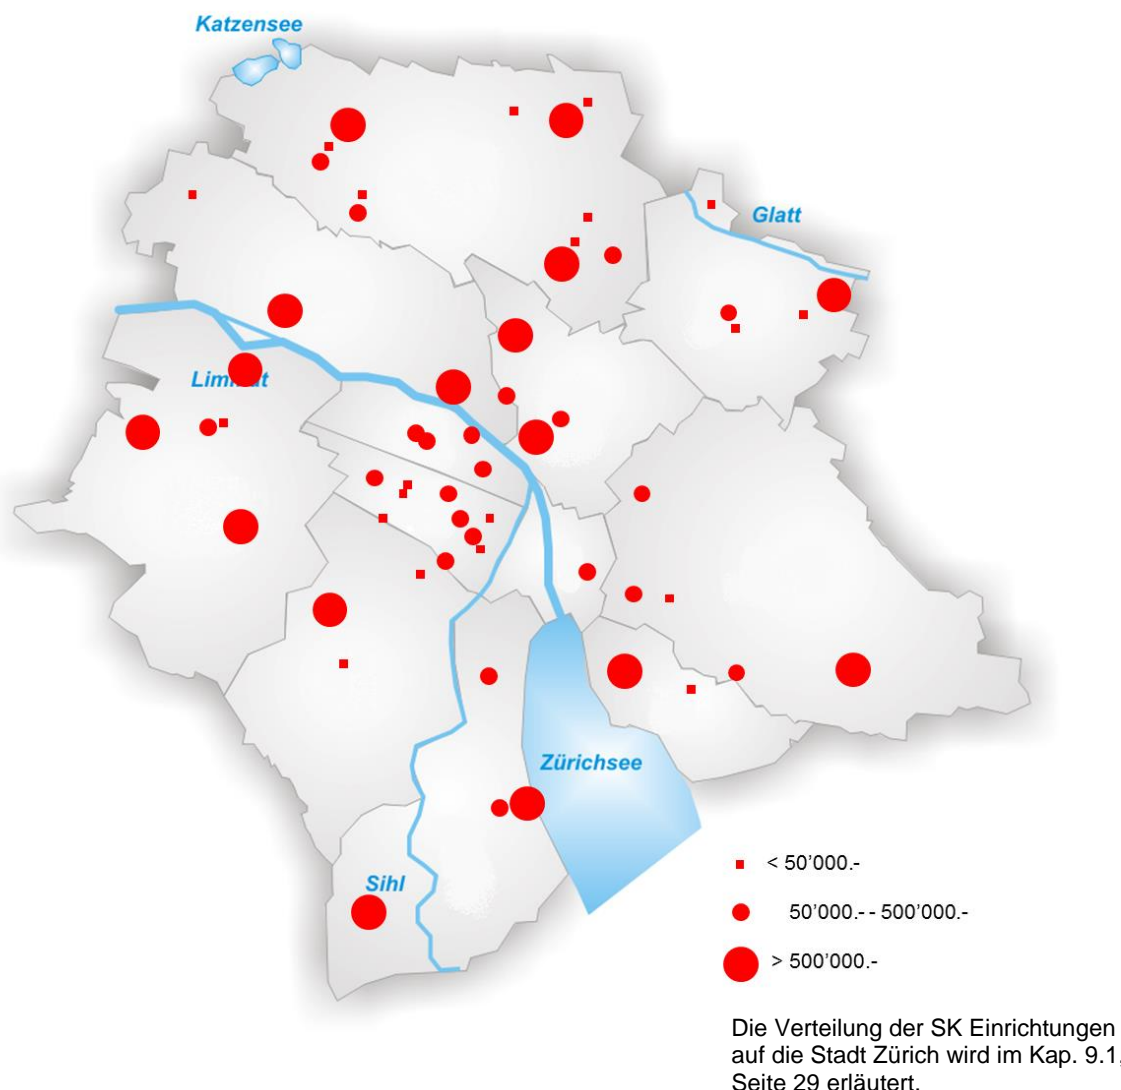 Katzensee
Glatt
Limmat
Zürichsee
Sihl
< 50’000.-
50’000.- - 500’000.-
> 500’000.-
Die Verteilung der SK Einrichtungen
auf die Stadt Zürich wird im Kap. 9.1,
Seite 29 erläutert.